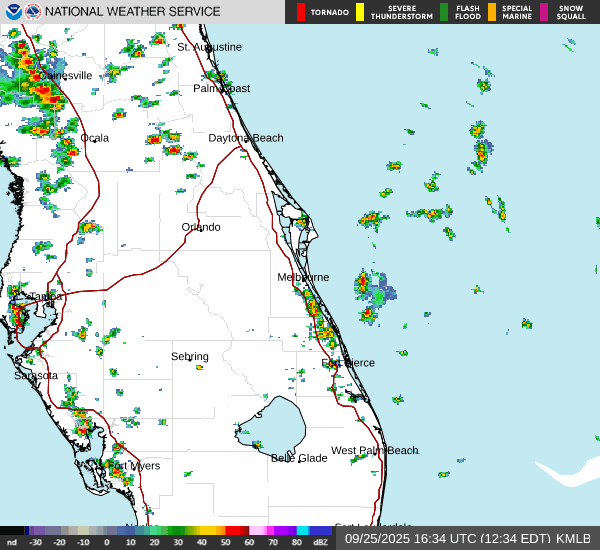 NATIONAL WEATHER SERVICE
TORNADO
SEVERE THUNDERSTORM
FLASH FLOOD
SPECIAL MARINE
SNOW SQUALL
St. Augustine
Gainesville
Palm Coast
Ocala
Daytona Beach
Orlando
Melbourne
Tampa
Sebring
Fort Pierce
Sarasota
West Palm Beach
Belle Glade
Fort Myers
nd -30 -20 -10 0 10 20 30 40 50 60 70 80 dBZ
09/25/2025 16:34 UTC (12:34 EDT) KMLB